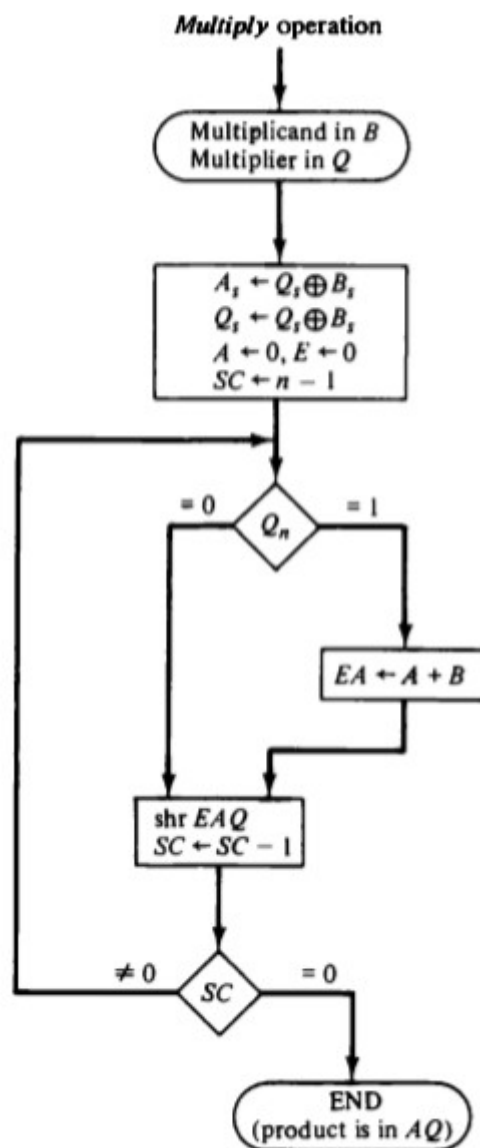 Multiply operation
Multiplicand in B
Multiplier in Q
A_s ← Q_s ⊕ B_s
Q_s ← Q_s ⊕ B_s
A ← 0, E ← 0
SC ← n − 1
= 0
Q_n
= 1
EA ← A + B
shr EAQ
SC ← SC − 1
≠ 0
SC
= 0
END
(product is in AQ)